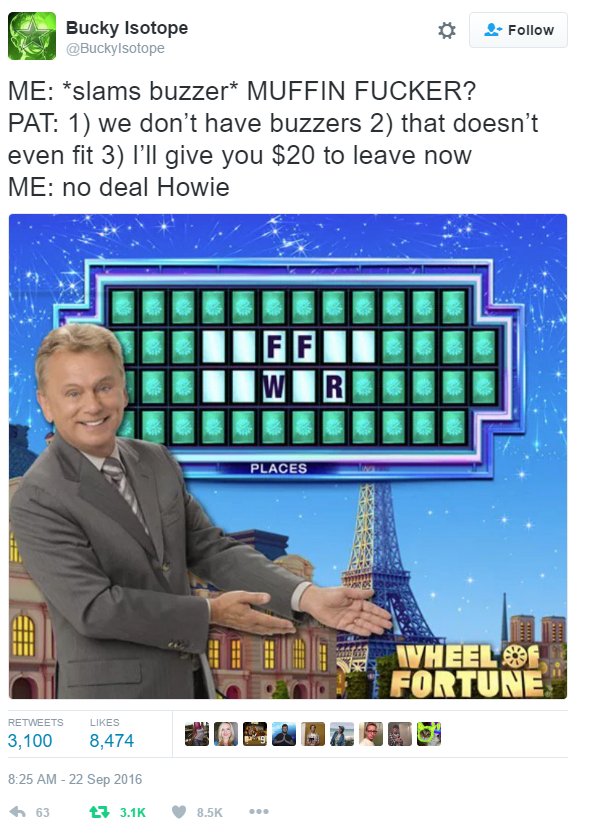 Bucky Isotope
@BuckyIsotope
Follow
ME: *slams buzzer* MUFFIN FUCKER?
PAT: 1) we don’t have buzzers 2) that doesn’t
even fit 3) I’ll give you $20 to leave now
ME: no deal Howie
FF
W R
PLACES
WHEEL OF
FORTUNE
RETWEETS LIKES
3,100 8,474
8:25 AM - 22 Sep 2016
63 3.1K 8.5K